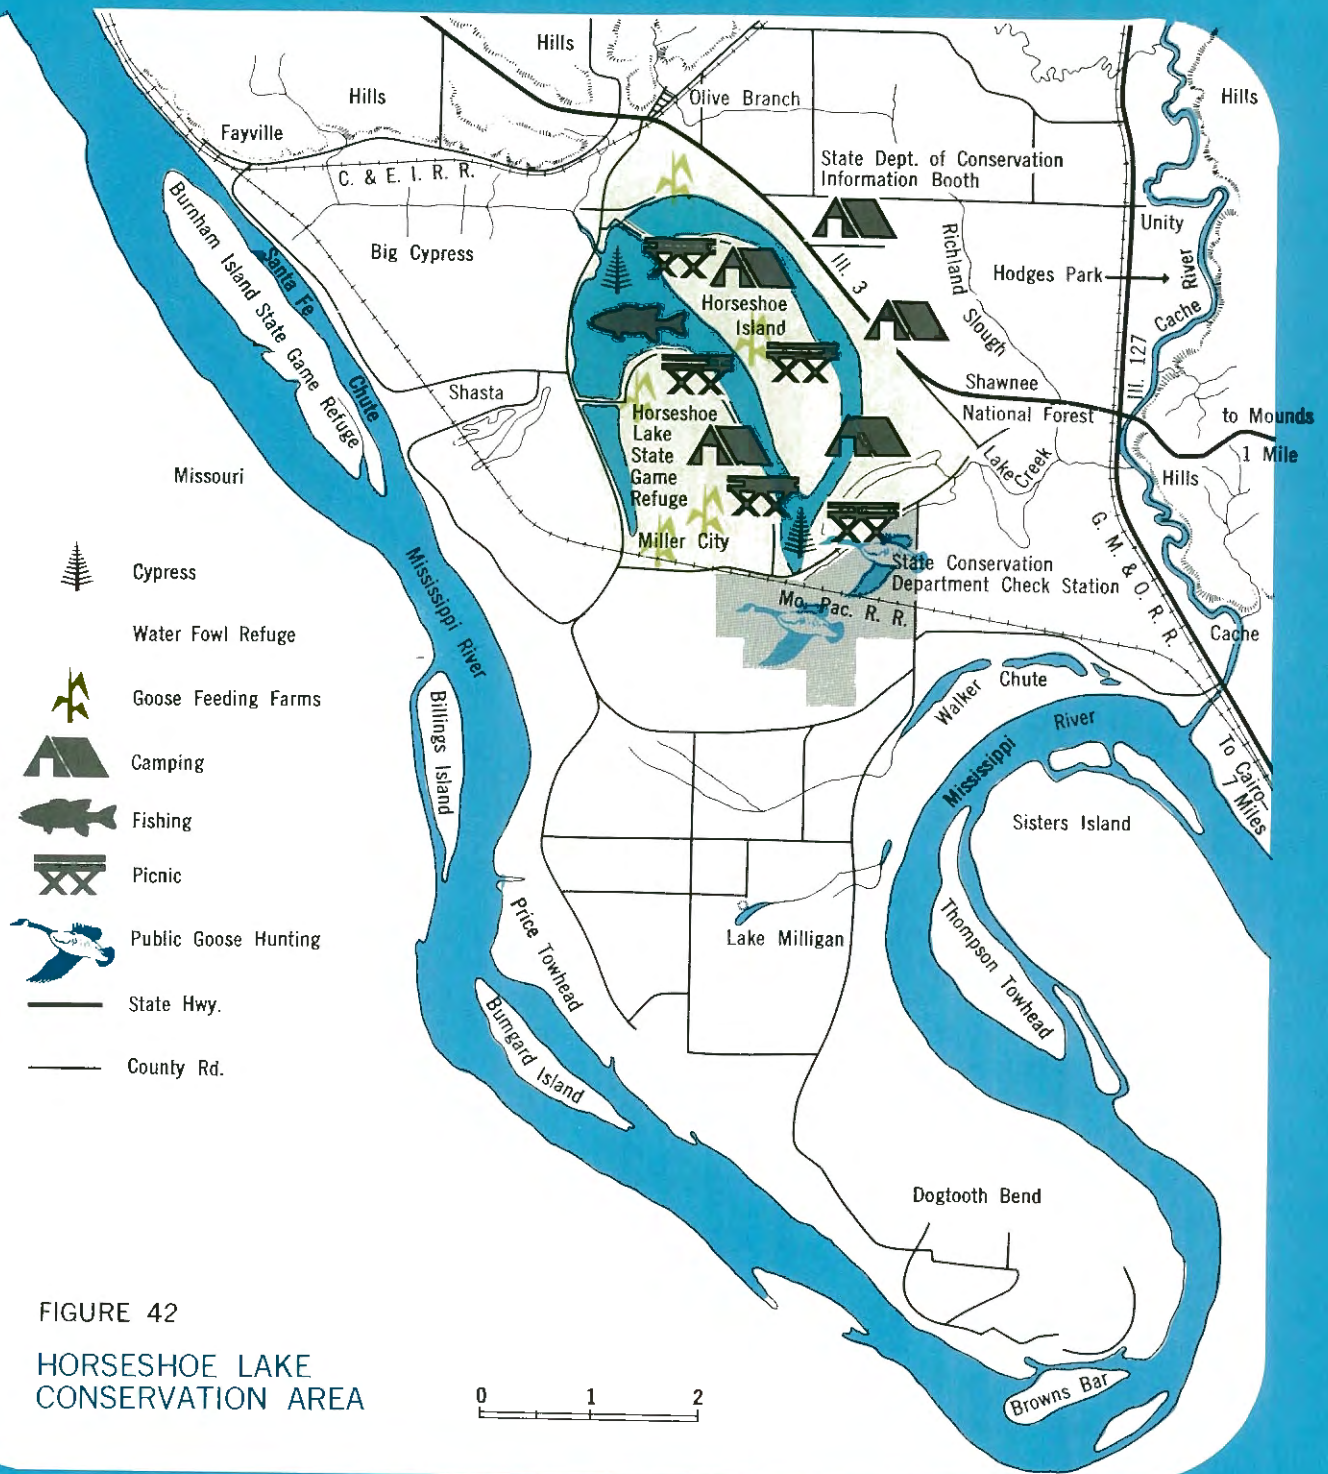 Hills
Hills
Olive Branch
Hills
Fayville
C. & E. I. R. R.
State Dept. of Conservation
Information Booth
Burnham Island State Game Refuge
Santa Fe Chute
Big Cypress
Unity
Richland Slough
Hodges Park
Cache River
Ill. 3
Ill. 127
Horseshoe
Island
Shasta
Shawnee
National Forest
to Mounds
1 Mile
Horseshoe
Lake
State
Game
Refuge
Lake Creek
Hills
Missouri
Miller City
G. M. & O. R. R.
State Conservation
Department Check Station
Mo. Pac. R. R.
Cache
Mississippi River
Cypress
Water Fowl Refuge
Goose Feeding Farms
Camping
Fishing
Picnic
Public Goose Hunting
State Hwy.
County Rd.
Billings Island
Walker Chute
Mississippi River
To Cairo—
7 Miles
Sisters Island
Thompson Towhead
Price Towhead
Lake Milligan
Bumgard Island
Dogtooth Bend
Browns Bar
FIGURE 42
HORSESHOE LAKE
CONSERVATION AREA
0 1 2